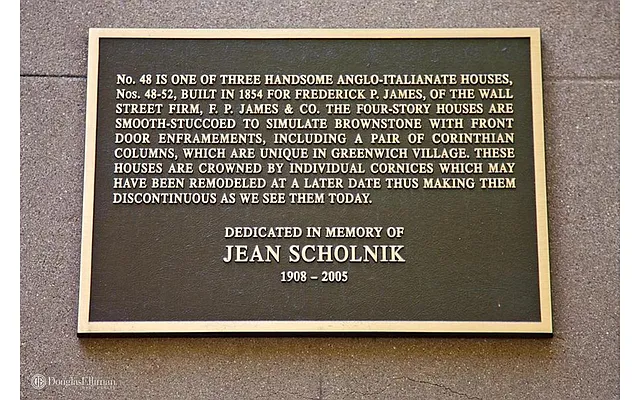 No. 48 IS ONE OF THREE HANDSOME ANGLO-ITALIANATE HOUSES,
Nos. 48-52, BUILT IN 1854 FOR FREDERICK P. JAMES, OF THE WALL
STREET FIRM, F. P. JAMES & CO. THE FOUR-STORY HOUSES ARE
SMOOTH-STUCCOED TO SIMULATE BROWNSTONE WITH FRONT
DOOR ENFRAMEMENTS, INCLUDING A PAIR OF CORINTHIAN
COLUMNS, WHICH ARE UNIQUE IN GREENWICH VILLAGE. THESE
HOUSES ARE CROWNED BY INDIVIDUAL CORNICES WHICH MAY
HAVE BEEN REMODELED AT A LATER DATE THUS MAKING THEM
DISCONTINUOUS AS WE SEE THEM TODAY.
DEDICATED IN MEMORY OF
JEAN SCHOLNIK
1908 – 2005
DouglasElliman